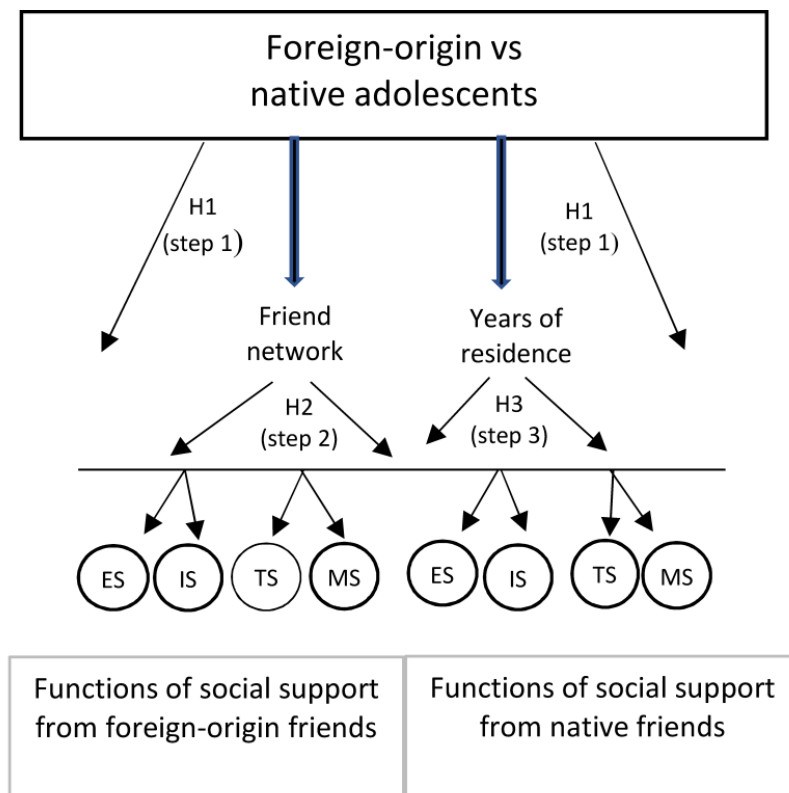 Foreign-origin vs
native adolescents
H1
(step 1)
H1
(step 1)
Friend
network
Years of
residence
H2
(step 2)
H3
(step 3)
ES
IS
TS
MS
ES
IS
TS
MS
Functions of social support
from foreign-origin friends
Functions of social support
from native friends